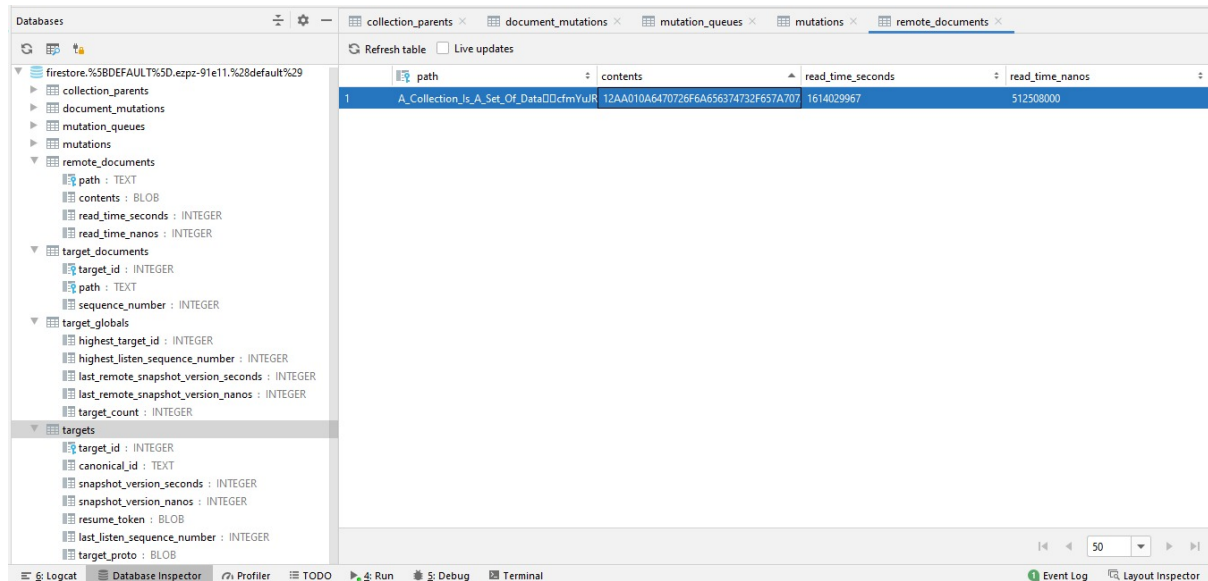 Databases
collection_parents document_mutations mutation_queues mutations remote_documents
Refresh table Live updates
firestore.%5BDEFAULT%5D.ezpz-91e11.%28default%29
collection_parents
document_mutations
mutation_queues
mutations
remote_documents
path : TEXT
contents : BLOB
read_time_seconds : INTEGER
read_time_nanos : INTEGER
target_documents
target_id : INTEGER
path : TEXT
sequence_number : INTEGER
target_globals
highest_target_id : INTEGER
highest_listen_sequence_number : INTEGER
last_remote_snapshot_version_seconds : INTEGER
last_remote_snapshot_version_nanos : INTEGER
target_count : INTEGER
targets
target_id : INTEGER
canonical_id : TEXT
snapshot_version_seconds : INTEGER
snapshot_version_nanos : INTEGER
resume_token : BLOB
last_listen_sequence_number : INTEGER
target_proto : BLOB
path contents read_time_seconds read_time_nanos
1 A_Collection_Is_A_Set_Of_Data▯▯cfmYuJR 12AA010A6470726F6A656374732F657A707 1614029967 512508000
50
6: Logcat Database Inspector Profiler TODO 4: Run 5: Debug Terminal 1 Event Log Layout Inspector